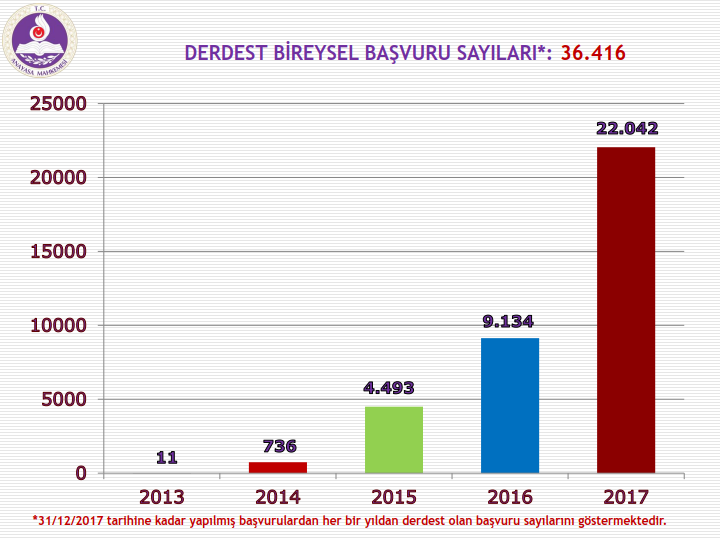 T.C.
ANAYASA MAHKEMESİ
DERDEST BİREYSEL BAŞVURU SAYILARI*: 36.416
25000
20000
15000
10000
5000
0
11
736
4.493
9.134
22.042
2013 2014 2015 2016 2017
*31/12/2017 tarihine kadar yapılmış başvurulardan her bir yıldan derdest olan başvuru sayılarını göstermektedir.